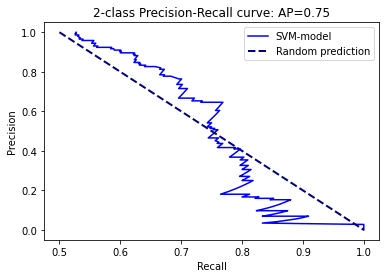 2-class Precision-Recall curve: AP=0.75
SVM-model
Random prediction
Precision
1.0
0.8
0.6
0.4
0.2
0.0
0.5
0.6
0.7
0.8
0.9
1.0
Recall